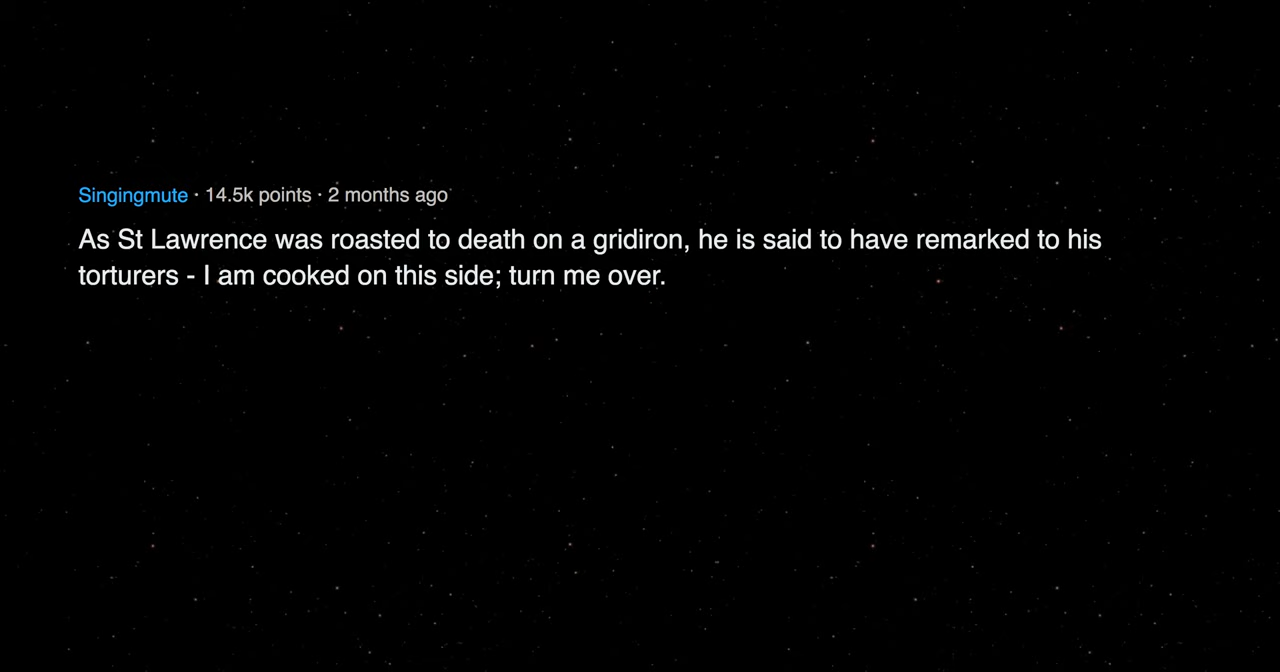 Singingmute · 14.5k points · 2 months ago
As St Lawrence was roasted to death on a gridiron, he is said to have remarked to his
torturers - I am cooked on this side; turn me over.